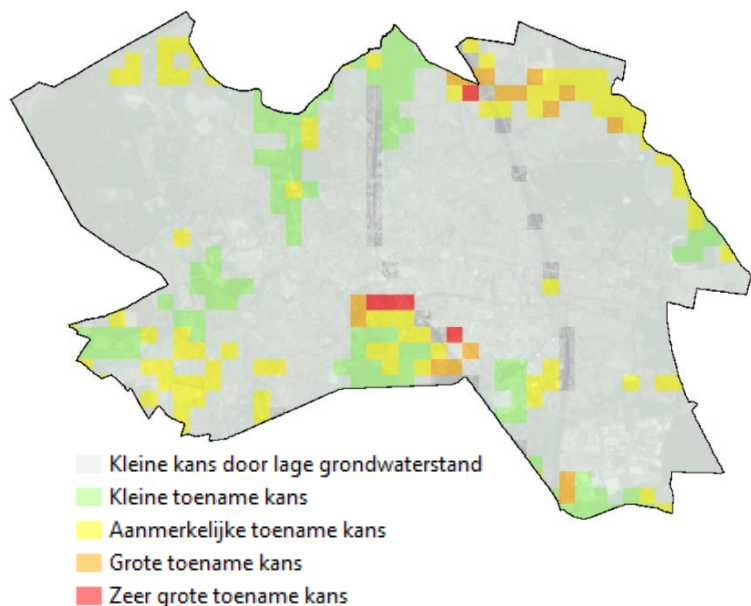 Kleine kans door lage grondwaterstand
Kleine toename kans
Aanmerkelijke toename kans
Grote toename kans
Zeer grote toename kans